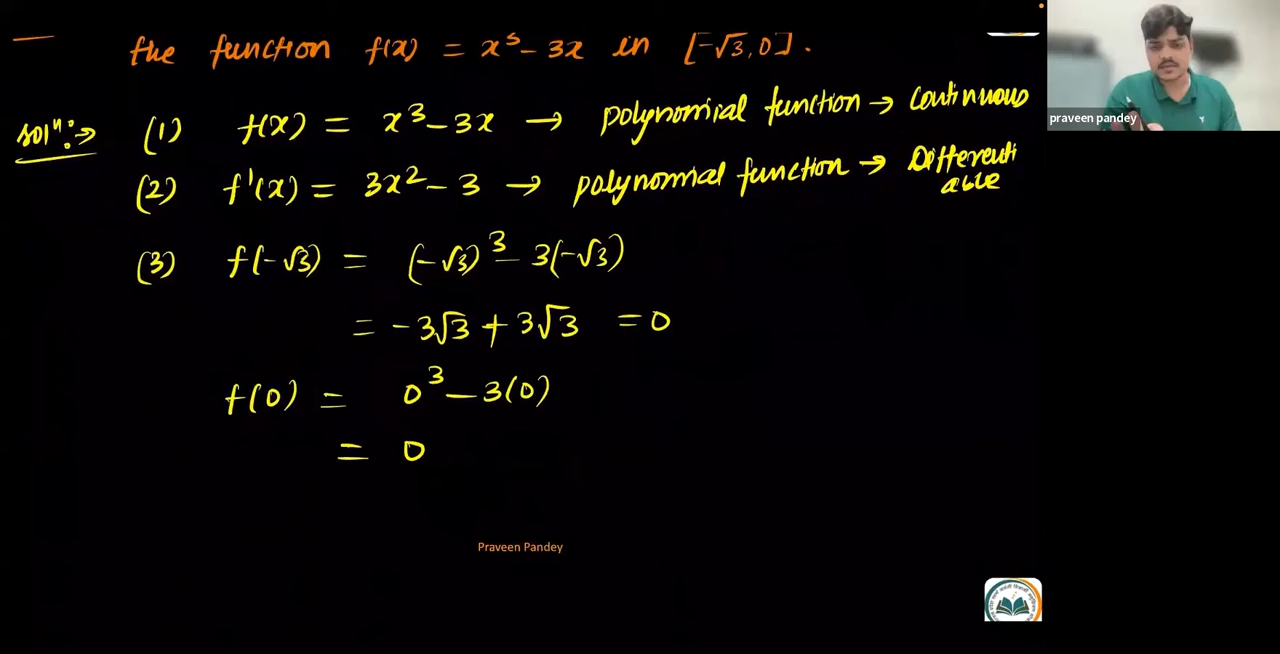 the function f(x) = x³ - 3x in [-√3, 0].
praveen pandey
Solⁿ:→ (1) f(x) = x³ - 3x → polynomial function → Continuous
(2) f'(x) = 3x² - 3 → polynomial function → Differentiable
(3) f(-√3) = (-√3)³ - 3(-√3)
= -3√3 + 3√3 = 0
f(0) = 0³ - 3(0)
= 0
Praveen Pandey